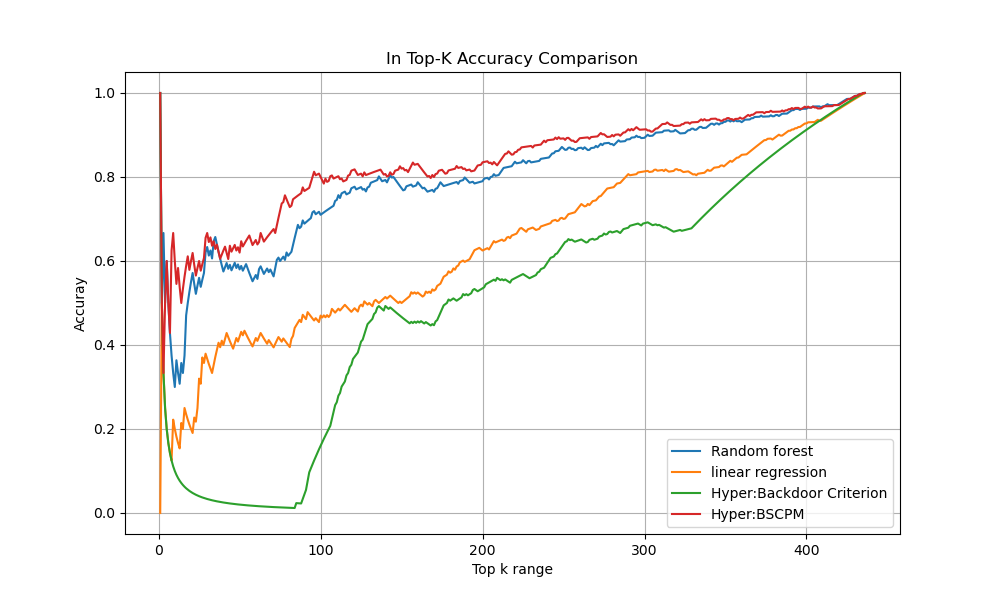 In Top-K Accuracy Comparison
1.0
0.8
0.6
0.4
0.2
0.0
Accuray
0
100
200
300
400
Top k range
Random forest
linear regression
Hyper:Backdoor Criterion
Hyper:BSCPM